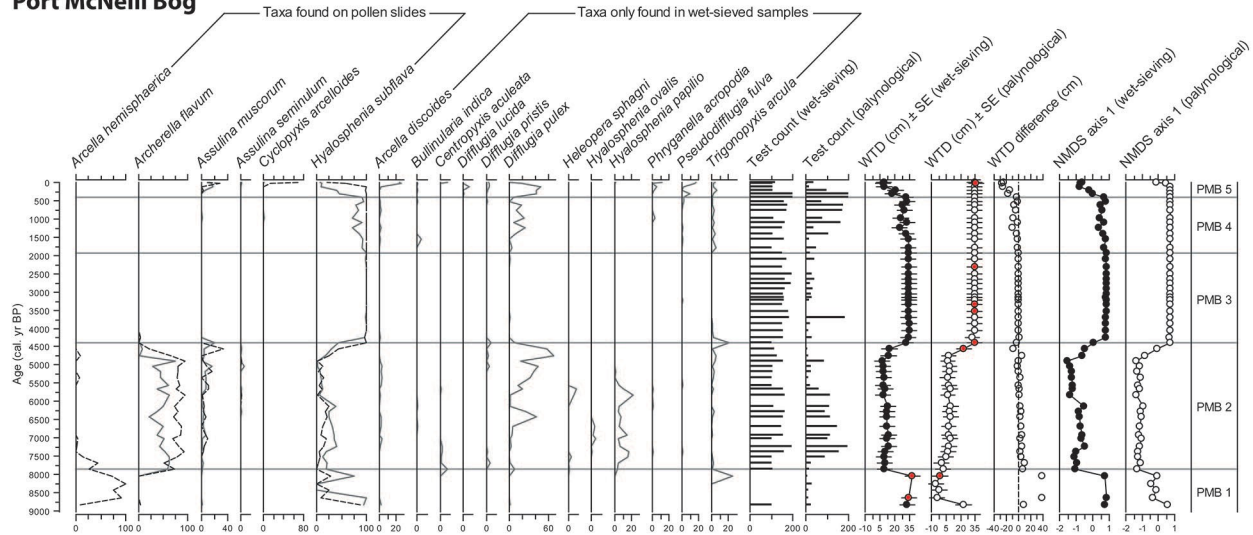 Port McNeill Bog
Taxa found on pollen slides
Taxa only found in wet-sieved samples
Arcella hemisphaerica
Archerella flavum
Assulina muscorum
Assulina seminulum
Cyclopyxis arcelloides
Hyalosphenia subflava
Arcella discoides
Bullinularia indica
Centropyxis aculeata
Difflugia lucida
Difflugia pristis
Difflugia pulex
Heleopera sphagni
Hyalosphenia ovalis
Hyalosphenia papilio
Phryganella acropodia
Pseudodifflugia fulva
Trigonopyxis arcula
Test count (wet-sieving)
Test count (palynological)
WTD (cm) ± SE (wet-sieving)
WTD (cm) ± SE (palynological)
WTD difference (cm)
NMDS axis 1 (wet-sieving)
NMDS axis 1 (palynological)
Age (cal. yr BP)
0
500
1000
1500
2000
2500
3000
3500
4000
4500
5000
5500
6000
6500
7000
7500
8000
8500
9000
PMB 5
PMB 4
PMB 3
PMB 2
PMB 1
0 100 0 100 0 40 0 0 80 0 100 0 20 0 0 0 0 0 60 0 0 0 20 0 20 0 0 20 0 200 0 200 -10 5 20 35 -10 5 20 35 -40 -20 0 20 40 -2 -1 0 1 -2 -1 0 1